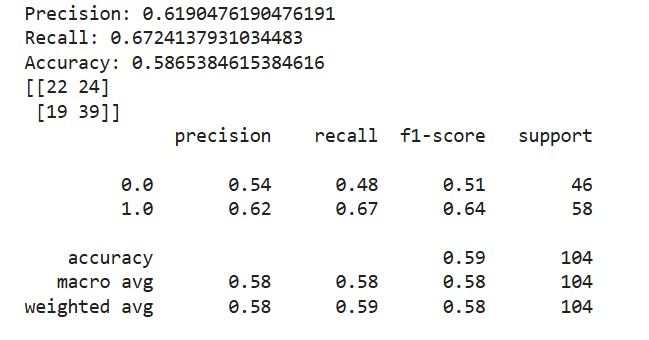 Precision: 0.6190476190476191
Recall: 0.6724137931034483
Accuracy: 0.5865384615384616
[[22 24]
 [19 39]]
              precision    recall  f1-score   support

         0.0       0.54      0.48      0.51        46
         1.0       0.62      0.67      0.64        58

    accuracy                           0.59       104
   macro avg       0.58      0.58      0.58       104
weighted avg       0.58      0.59      0.58       104